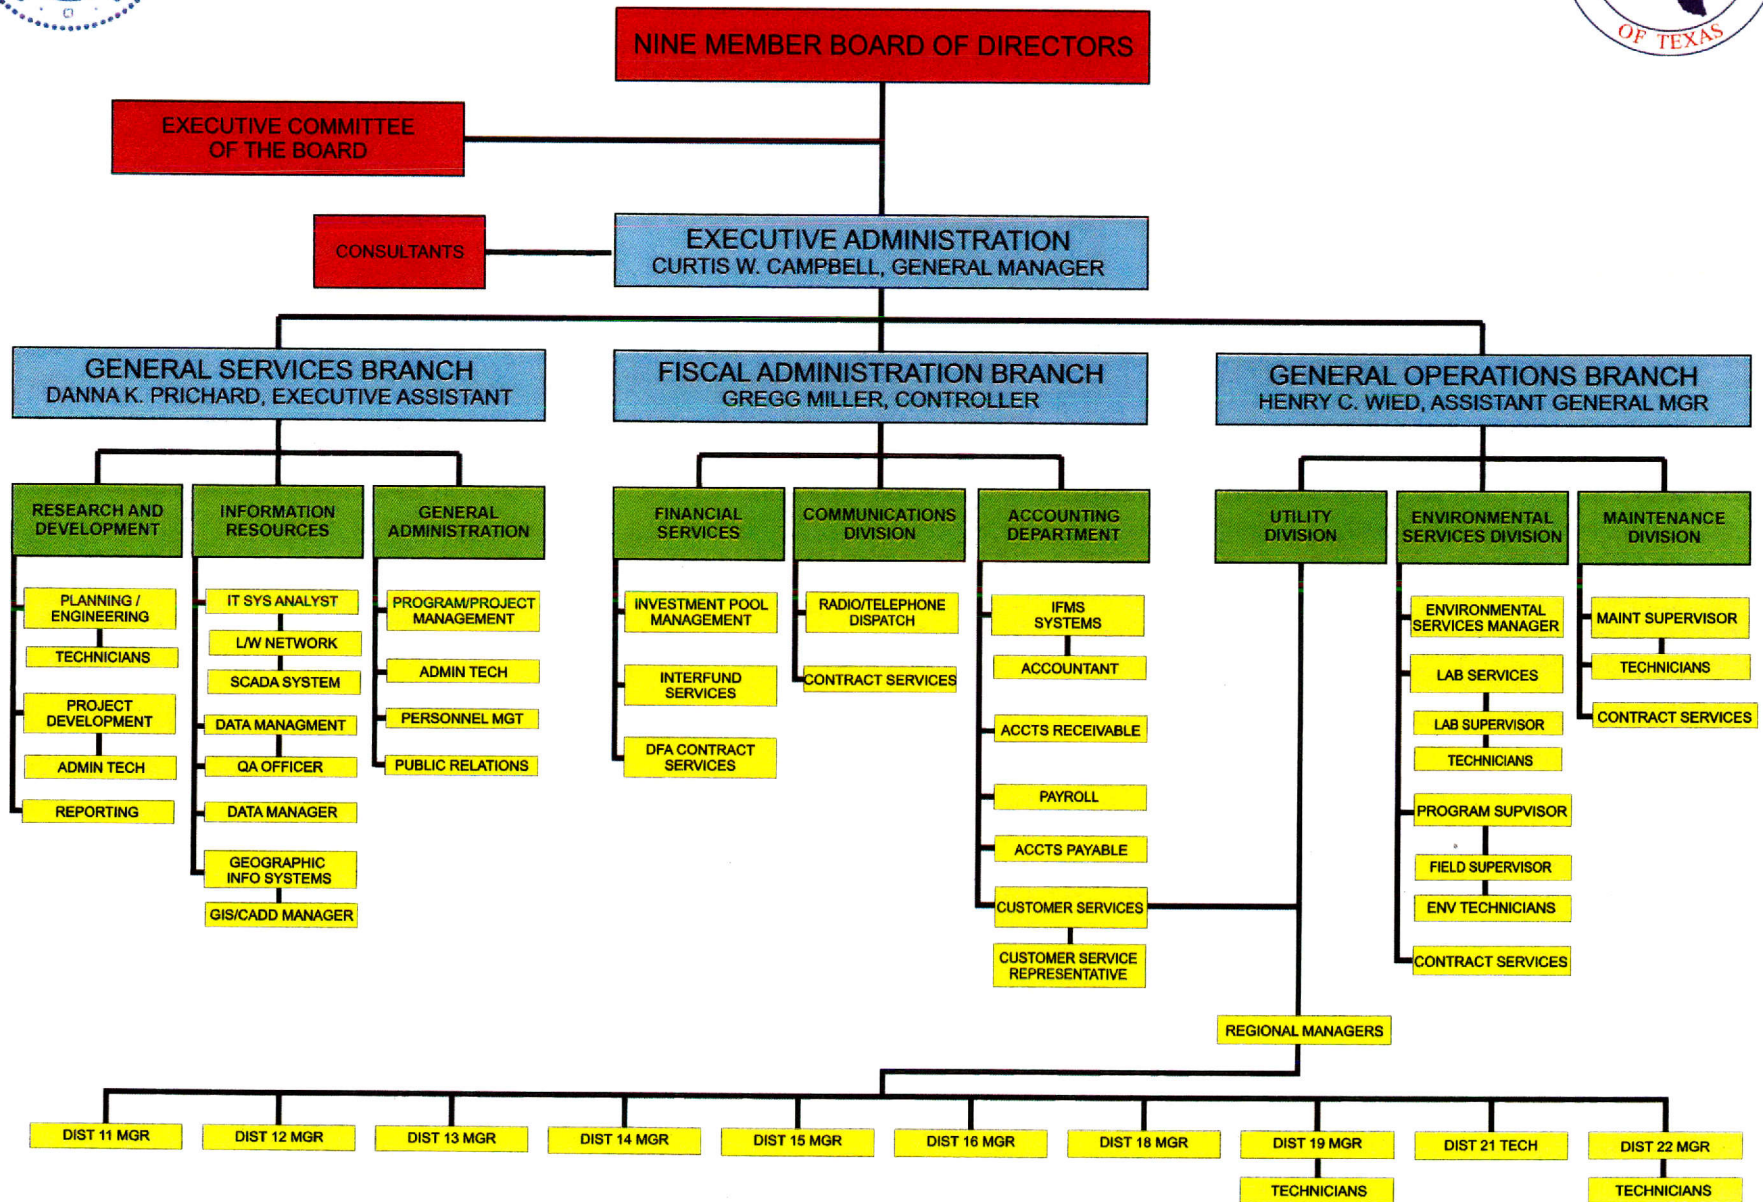 OF TEXAS
NINE MEMBER BOARD OF DIRECTORS
EXECUTIVE COMMITTEE
OF THE BOARD
CONSULTANTS
EXECUTIVE ADMINISTRATION
CURTIS W. CAMPBELL, GENERAL MANAGER
GENERAL SERVICES BRANCH
DANNA K. PRICHARD, EXECUTIVE ASSISTANT
FISCAL ADMINISTRATION BRANCH
GREGG MILLER, CONTROLLER
GENERAL OPERATIONS BRANCH
HENRY C. WIED, ASSISTANT GENERAL MGR
RESEARCH AND
DEVELOPMENT
INFORMATION
RESOURCES
GENERAL
ADMINISTRATION
FINANCIAL
SERVICES
COMMUNICATIONS
DIVISION
ACCOUNTING
DEPARTMENT
UTILITY
DIVISION
ENVIRONMENTAL
SERVICES DIVISION
MAINTENANCE
DIVISION
PLANNING /
ENGINEERING
TECHNICIANS
PROJECT
DEVELOPMENT
ADMIN TECH
REPORTING
IT SYS ANALYST
L/W NETWORK
SCADA SYSTEM
DATA MANAGMENT
QA OFFICER
DATA MANAGER
GEOGRAPHIC
INFO SYSTEMS
GIS/CADD MANAGER
PROGRAM/PROJECT
MANAGEMENT
ADMIN TECH
PERSONNEL MGT
PUBLIC RELATIONS
INVESTMENT POOL
MANAGEMENT
INTERFUND
SERVICES
DFA CONTRACT
SERVICES
RADIO/TELEPHONE
DISPATCH
CONTRACT SERVICES
IFMS
SYSTEMS
ACCOUNTANT
ACCTS RECEIVABLE
PAYROLL
ACCTS PAYABLE
CUSTOMER SERVICES
CUSTOMER SERVICE
REPRESENTATIVE
ENVIRONMENTAL
SERVICES MANAGER
LAB SERVICES
LAB SUPERVISOR
TECHNICIANS
PROGRAM SUPVISOR
FIELD SUPERVISOR
ENV TECHNICIANS
CONTRACT SERVICES
MAINT SUPERVISOR
TECHNICIANS
CONTRACT SERVICES
REGIONAL MANAGERS
DIST 11 MGR
DIST 12 MGR
DIST 13 MGR
DIST 14 MGR
DIST 15 MGR
DIST 16 MGR
DIST 18 MGR
DIST 19 MGR
DIST 21 TECH
DIST 22 MGR
TECHNICIANS
TECHNICIANS